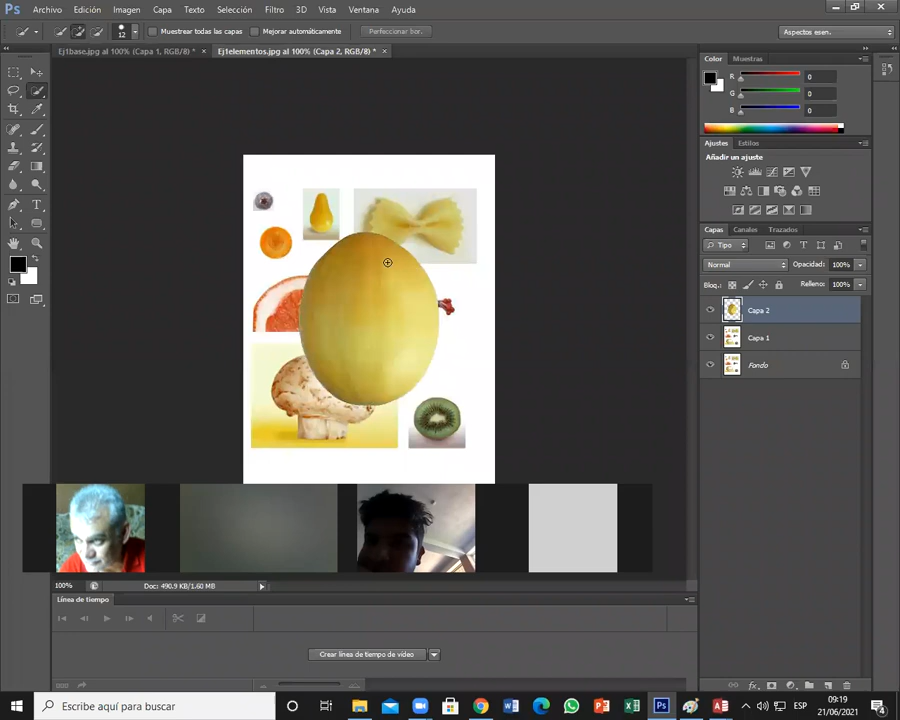 Ps Archivo Edición Imagen Capa Texto Selección Filtro 3D Vista Ventana Ayuda
12 Muestrear todas las capas Mejorar automáticamente Perfeccionar bor. Aspectos esen.
Ej1base.jpg al 100% (Capa 1, RGB/8) * × Ej1elementos.jpg al 100% (Capa 2, RGB/8) * ×
Color Muestras
R 0
G 0
B 0
Ajustes Estilos
Añadir un ajuste
Capas Canales Trazados
Tipo
Normal Opacidad: 100%
Bloq.: Relleno: 100%
Capa 2
Capa 1
Fondo
100% Doc: 490.9 KB/1.60 MB
Línea de tiempo
Crear línea de tiempo de vídeo
Escribe aquí para buscar
ESP
09:19
21/06/2021
4